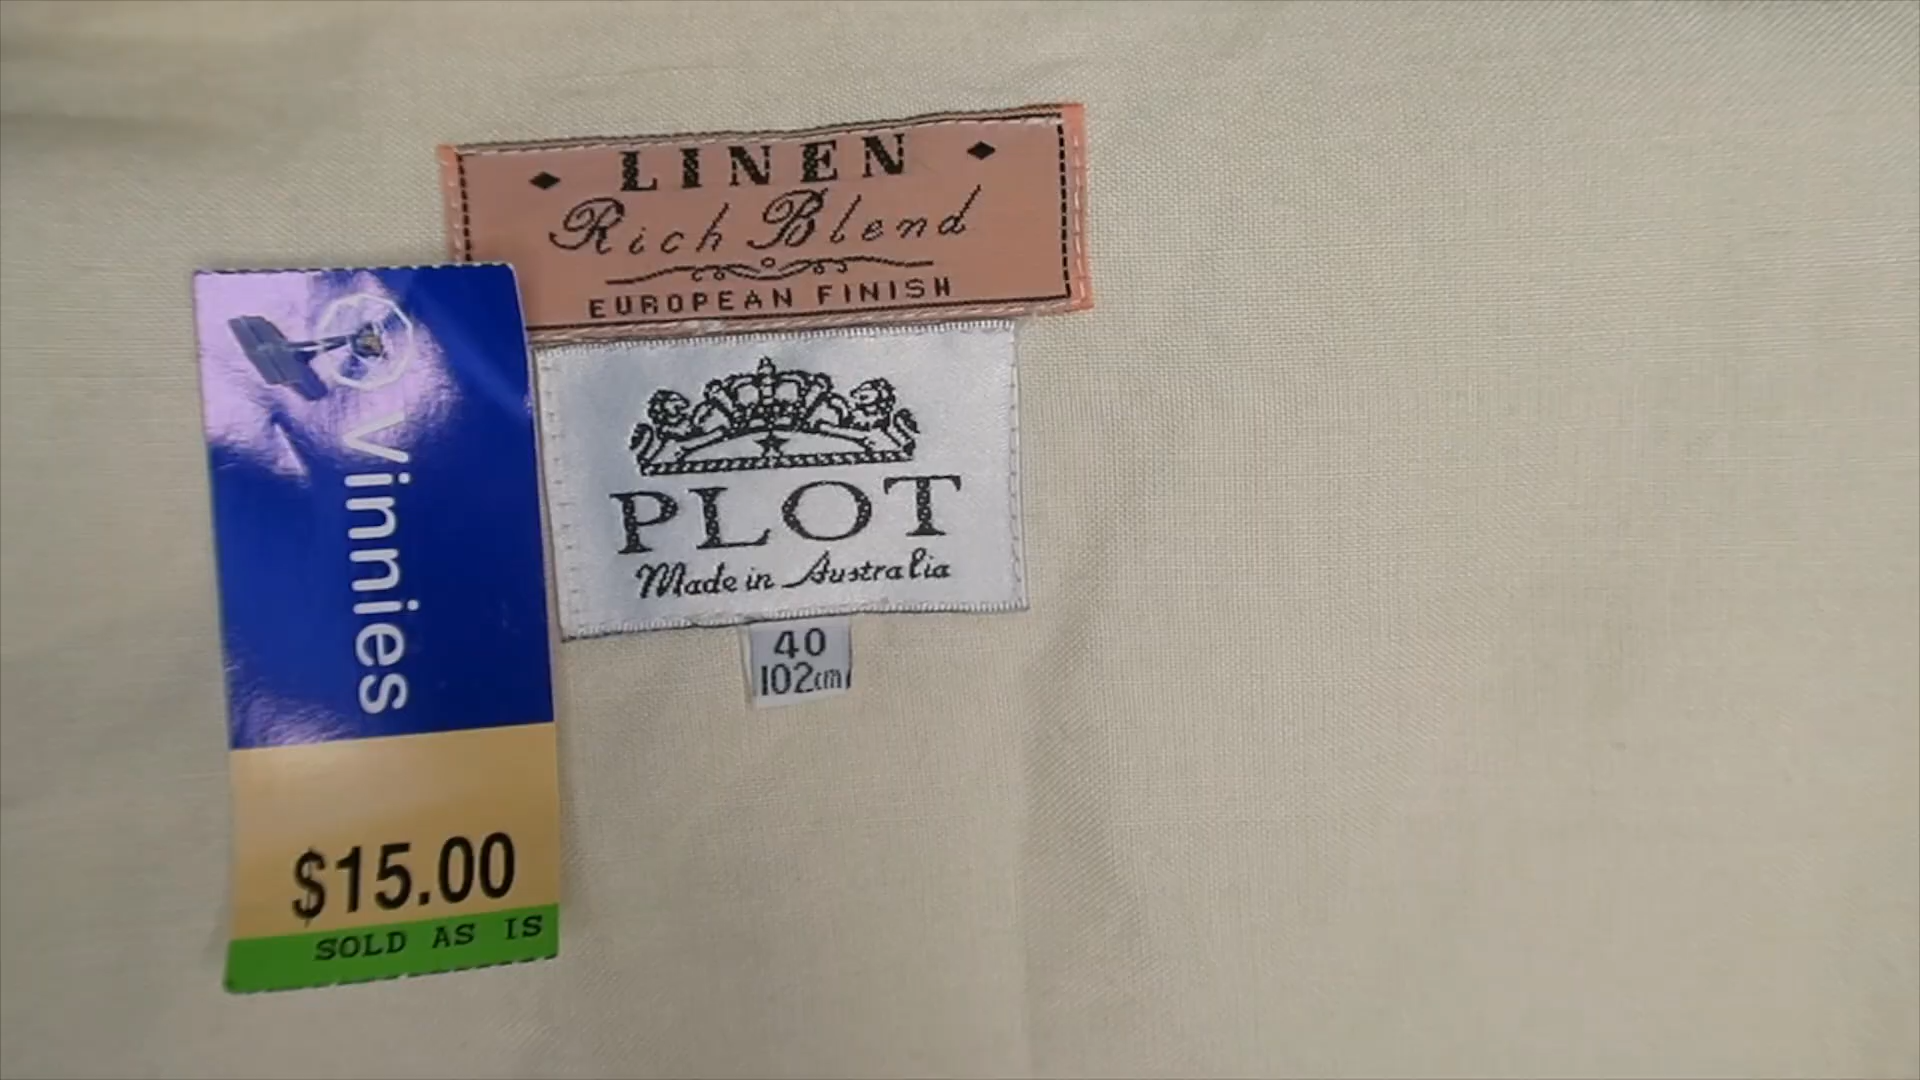 LINEN
Rich Blend
EUROPEAN FINISH
PLOT
Made in Australia
40
102cm
Vinnies
$15.00
SOLD AS IS